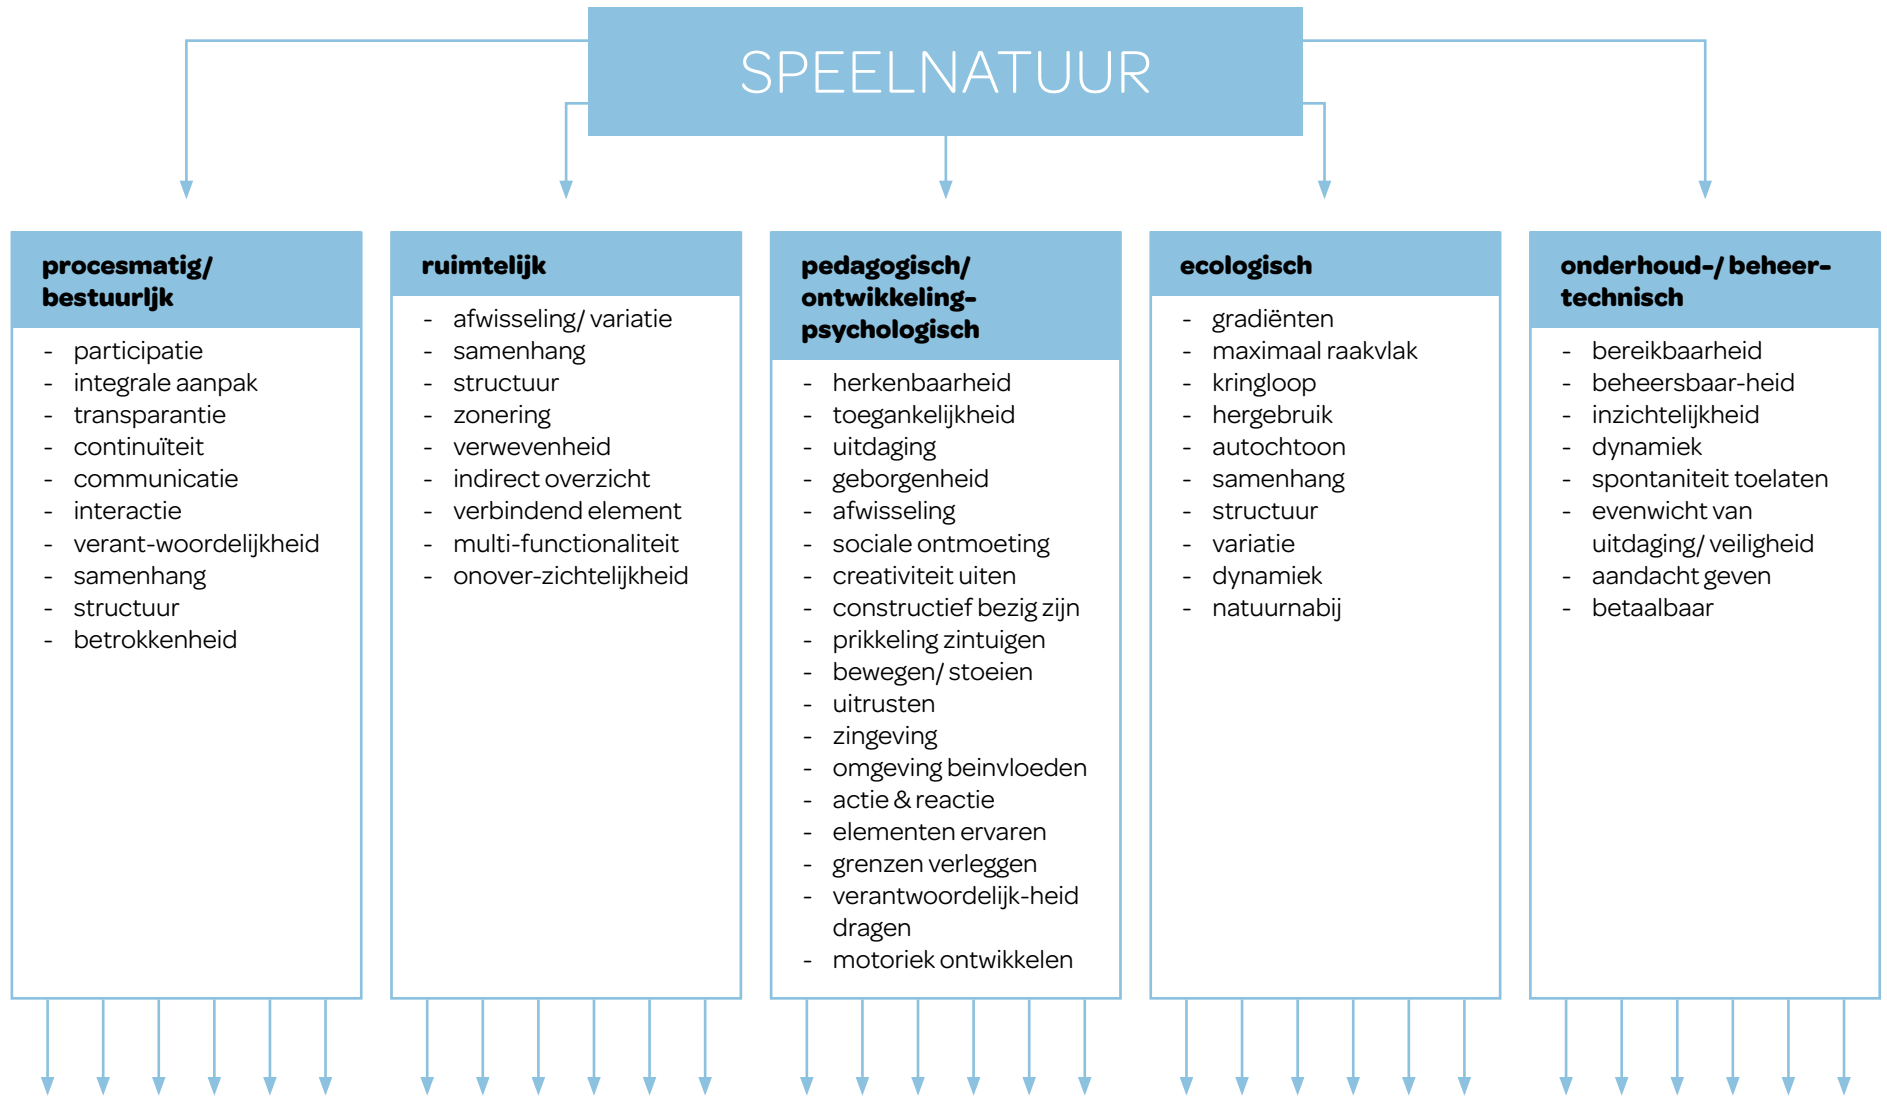 SPEELNATUUR
procesmatig/
bestuurljk
- participatie
- integrale aanpak
- transparantie
- continuïteit
- communicatie
- interactie
- verant-woordelijkheid
- samenhang
- structuur
- betrokkenheid
ruimtelijk
- afwisseling/ variatie
- samenhang
- structuur
- zonering
- verwevenheid
- indirect overzicht
- verbindend element
- multi-functionaliteit
- onover-zichtelijkheid
pedagogisch/
ontwikkeling-
psychologisch
- herkenbaarheid
- toegankelijkheid
- uitdaging
- geborgenheid
- afwisseling
- sociale ontmoeting
- creativiteit uiten
- constructief bezig zijn
- prikkeling zintuigen
- bewegen/ stoeien
- uitrusten
- zingeving
- omgeving beinvloeden
- actie & reactie
- elementen ervaren
- grenzen verleggen
- verantwoordelijk-heid
dragen
- motoriek ontwikkelen
ecologisch
- gradiënten
- maximaal raakvlak
- kringloop
- hergebruik
- autochtoon
- samenhang
- structuur
- variatie
- dynamiek
- natuurnabij
onderhoud-/ beheer-
technisch
- bereikbaarheid
- beheersbaar-heid
- inzichtelijkheid
- dynamiek
- spontaniteit toelaten
- evenwicht van
uitdaging/ veiligheid
- aandacht geven
- betaalbaar